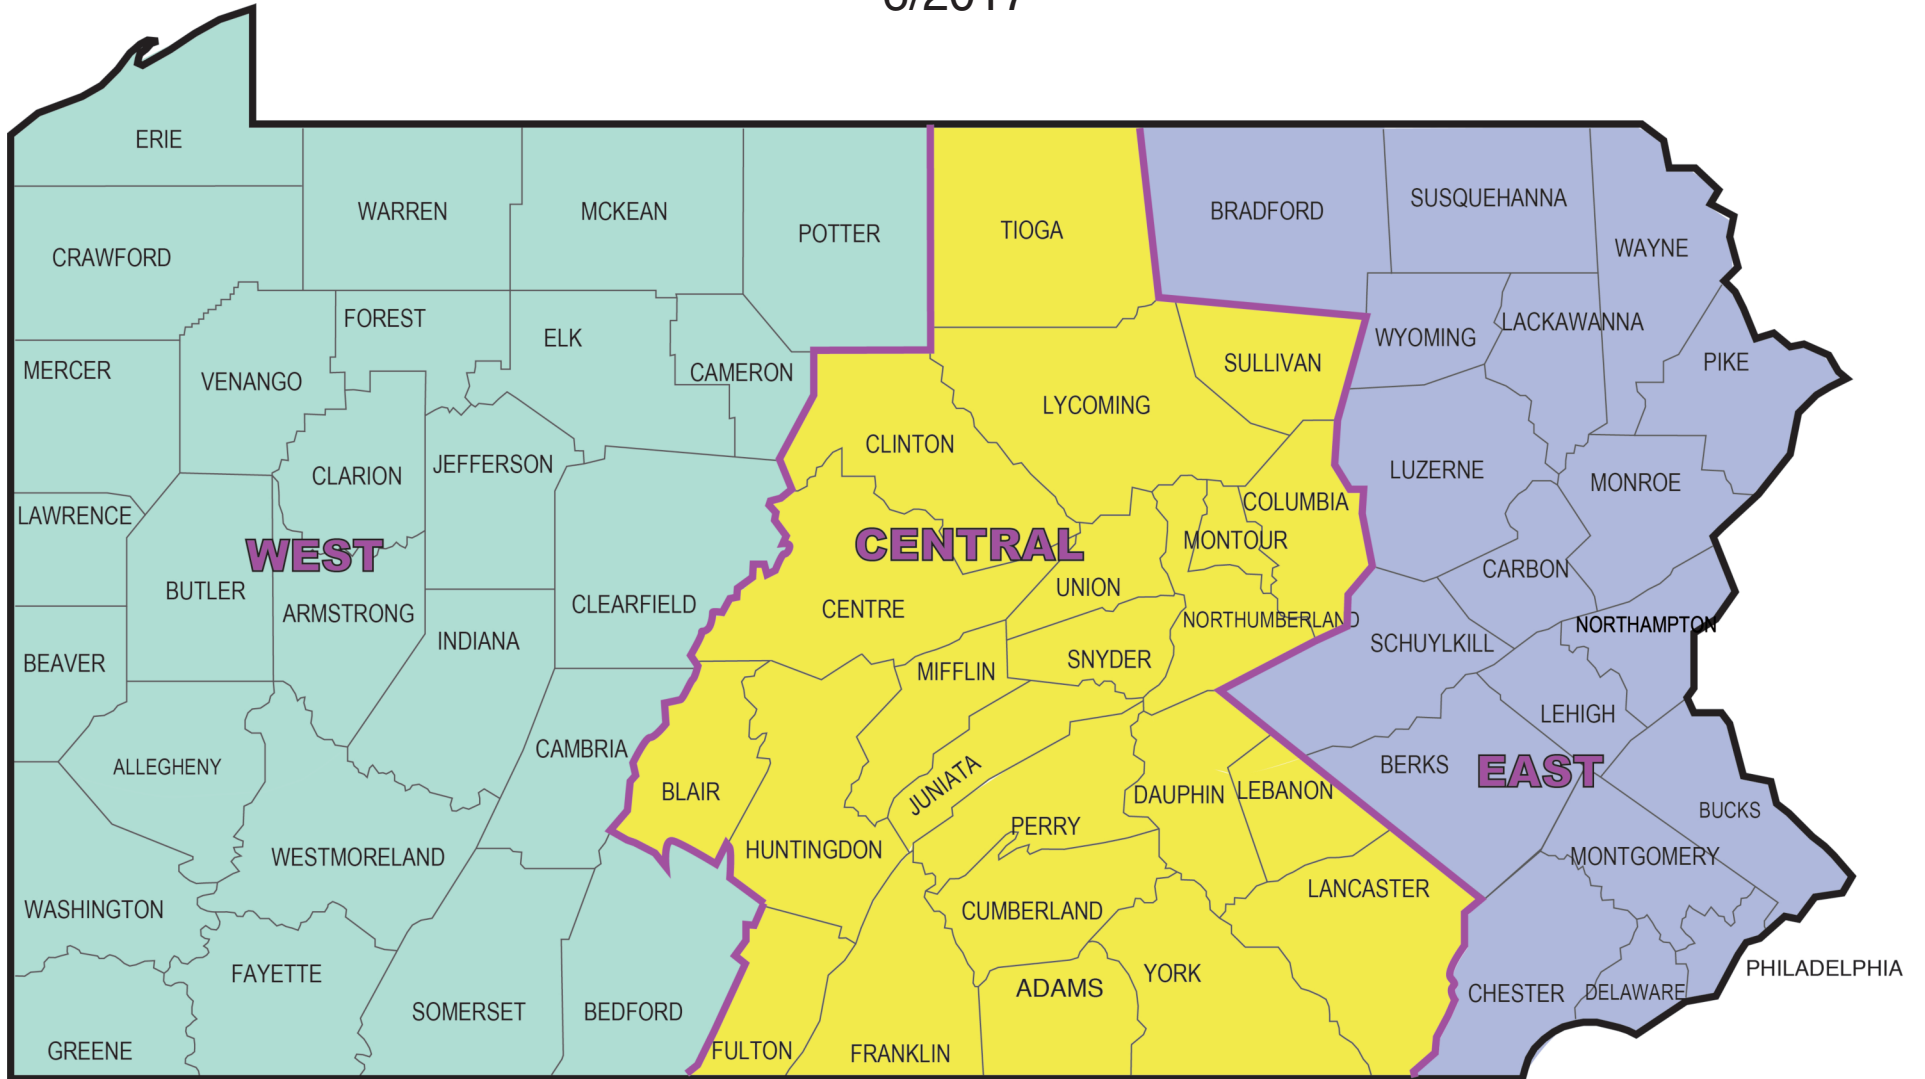 ERIE
WARREN
MCKEAN
POTTER
TIOGA
BRADFORD
SUSQUEHANNA
WAYNE
CRAWFORD
FOREST
ELK
CAMERON
SULLIVAN
WYOMING
LACKAWANNA
PIKE
MERCER
VENANGO
LYCOMING
CLINTON
CLARION
JEFFERSON
LUZERNE
MONROE
COLUMBIA
LAWRENCE
WEST
CENTRAL
MONTOUR
BUTLER
ARMSTRONG
CLEARFIELD
CENTRE
UNION
CARBON
NORTHUMBERLAND
NORTHAMPTON
INDIANA
SCHUYLKILL
BEAVER
MIFFLIN
SNYDER
LEHIGH
ALLEGHENY
CAMBRIA
BLAIR
JUNIATA
DAUPHIN
LEBANON
BERKS
EAST
BUCKS
WESTMORELAND
HUNTINGDON
PERRY
MONTGOMERY
WASHINGTON
CUMBERLAND
LANCASTER
FAYETTE
ADAMS
YORK
PHILADELPHIA
CHESTER
DELAWARE
SOMERSET
BEDFORD
GREENE
FULTON
FRANKLIN